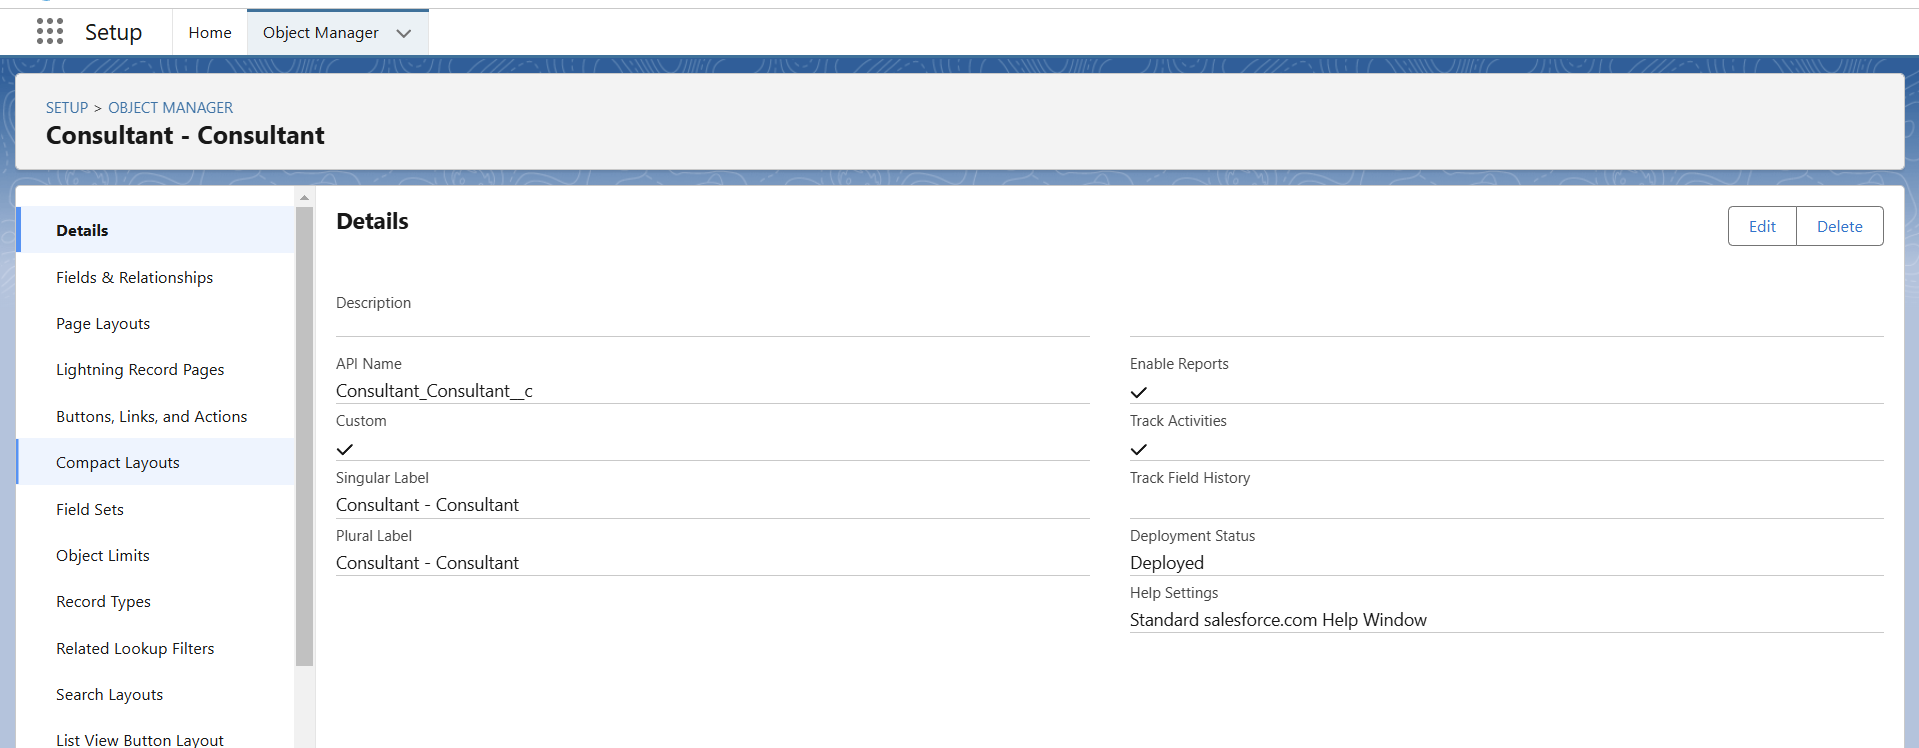 Setup
Home
Object Manager
SETUP > OBJECT MANAGER
Consultant - Consultant
Details
Fields & Relationships
Page Layouts
Lightning Record Pages
Buttons, Links, and Actions
Compact Layouts
Field Sets
Object Limits
Record Types
Related Lookup Filters
Search Layouts
List View Button Layout
Details
Edit
Delete
Description
API Name
Consultant_Consultant__c
Custom
Singular Label
Consultant - Consultant
Plural Label
Consultant - Consultant
Enable Reports
Track Activities
Track Field History
Deployment Status
Deployed
Help Settings
Standard salesforce.com Help Window